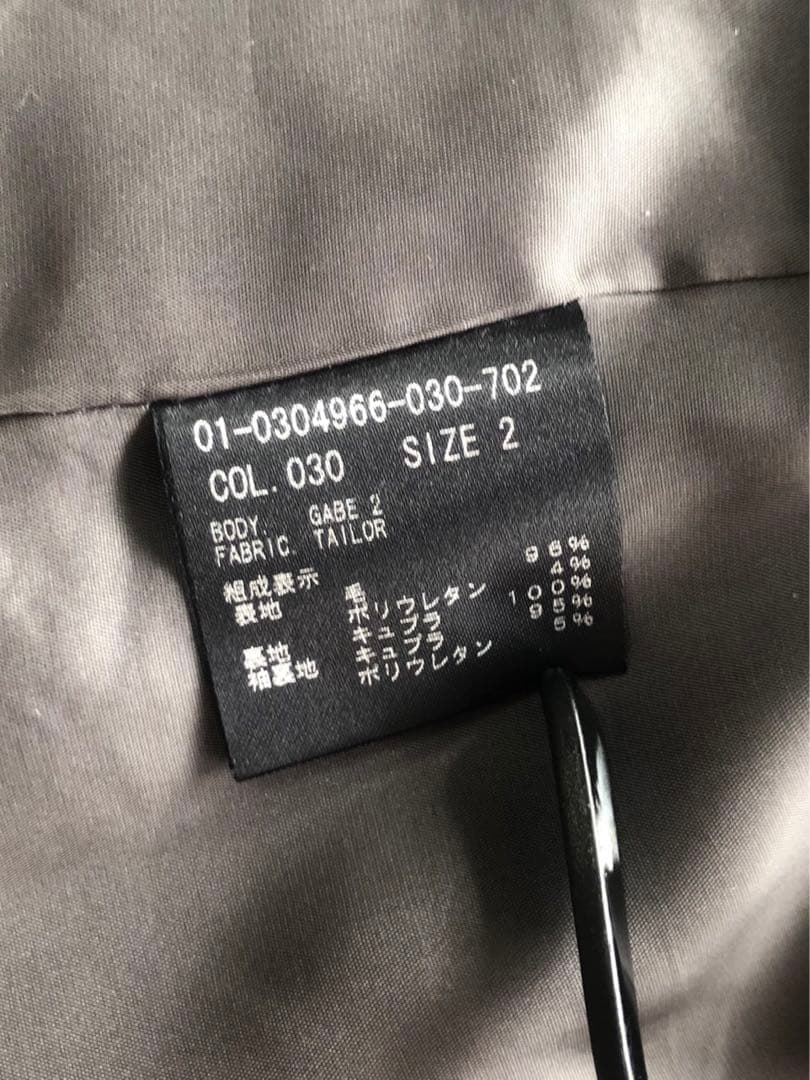 01-0304966-030-702
COL. 030 SIZE 2
BODY. GABE 2
FABRIC. TAILOR
組成表示
表地 毛 96%
ポリウレタン 4%
裏地 キュプラ 100%
袖裏地 キュプラ 95%
ポリウレタン 5%